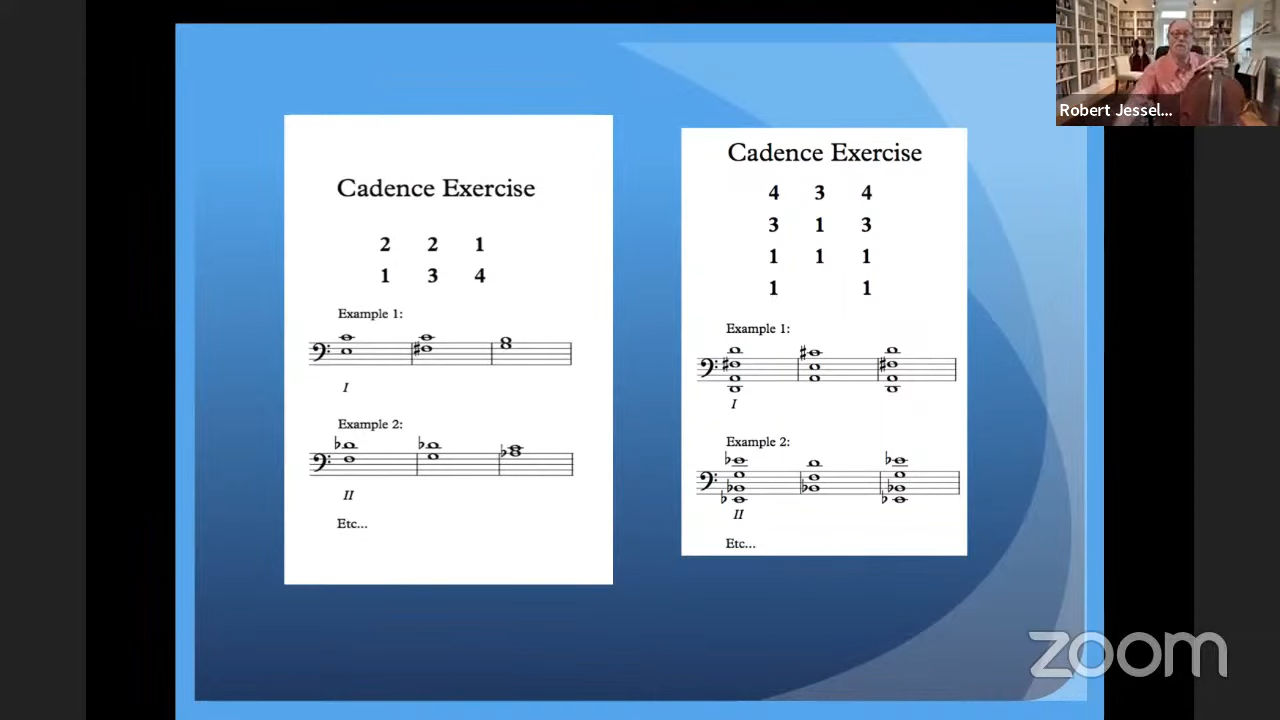 Cadence Exercise
2 2 1
1 3 4
Example 1:
I
Example 2:
II
Etc...
Cadence Exercise
4 3 4
3 1 3
1 1 1
1 1
Example 1:
I
Example 2:
II
Etc...
Robert Jessel...
zoom